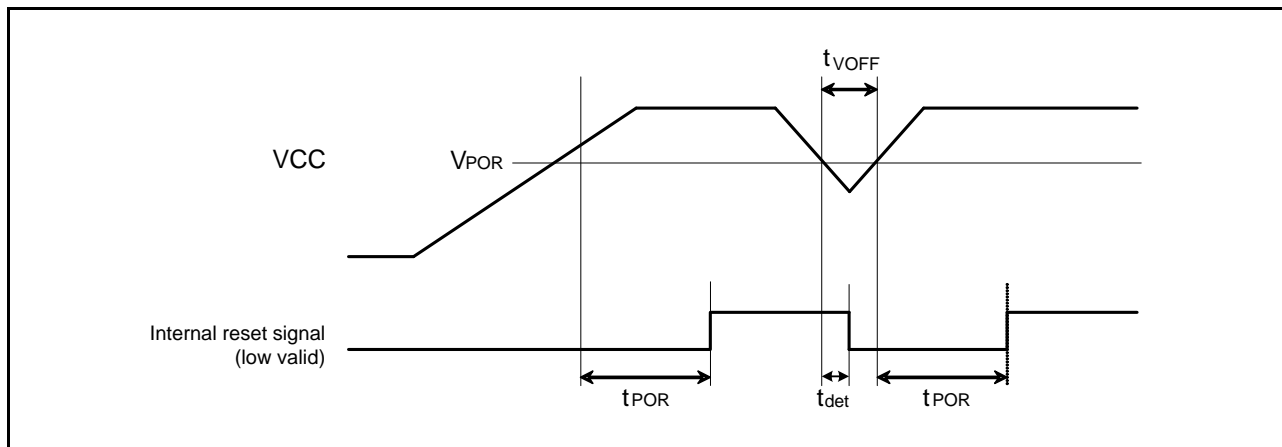 tVOFF
VCC
VPOR
Internal reset signal
(low valid)
tPOR
tdet
tPOR